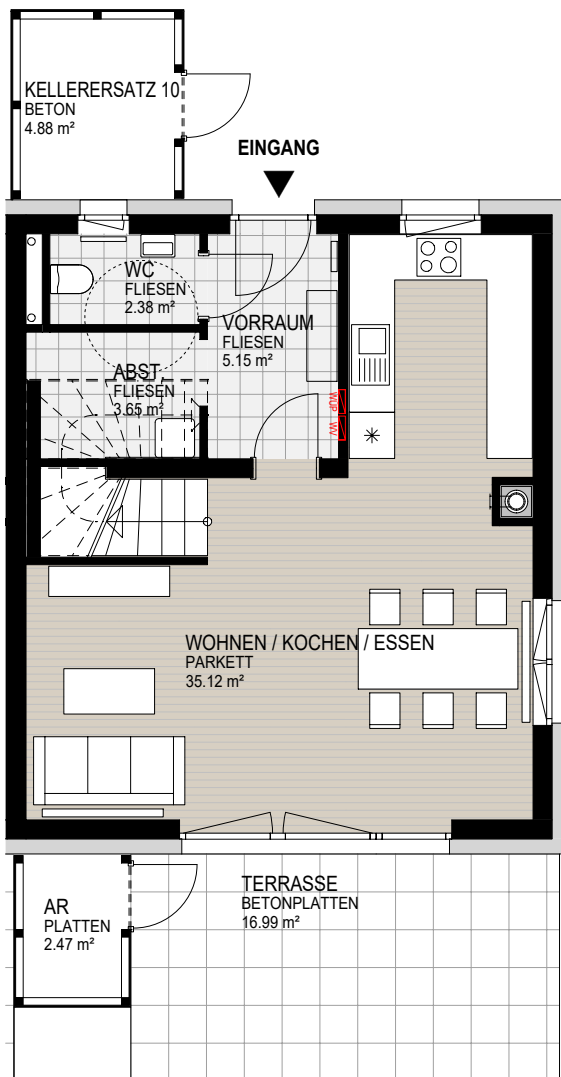 KELLERERSATZ 10
BETON
4.88 m²
EINGANG
WC
FLIESEN
2.38 m²
VORRAUM
FLIESEN
5.15 m²
ABST.
FLIESEN
3.65 m²
WUP
WV
WOHNEN / KOCHEN / ESSEN
PARKETT
35.12 m²
AR
PLATTEN
2.47 m²
TERRASSE
BETONPLATTEN
16.99 m²